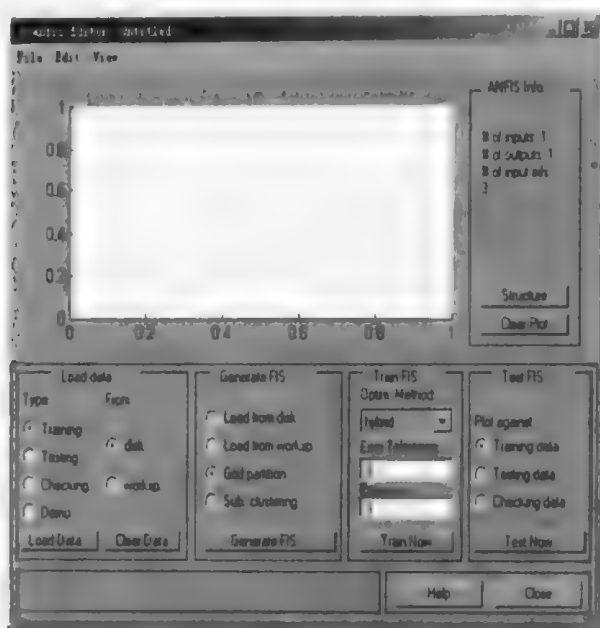 Anfis Editor: Untitled
File Edit View
ANFIS Info.
# of inputs: 1
# of outputs: 1
# of input mfs:
3
Structure
Clear Plot
1
0.8
0.6
0.4
0.2
0
0 0.2 0.4 0.6 0.8 1
Load data
Type From
Training
Testing
Checking
Demo
disk
worksp.
Load Data Clear Data
Generate FIS
Load from disk
Load from worksp.
Grid partition
Sub. clustering
Generate FIS
Train FIS
Optim. Method:
hybrid
Error Tolerance:
Train Now
Test FIS
Plot against:
Training data
Testing data
Checking data
Test Now
Help Close